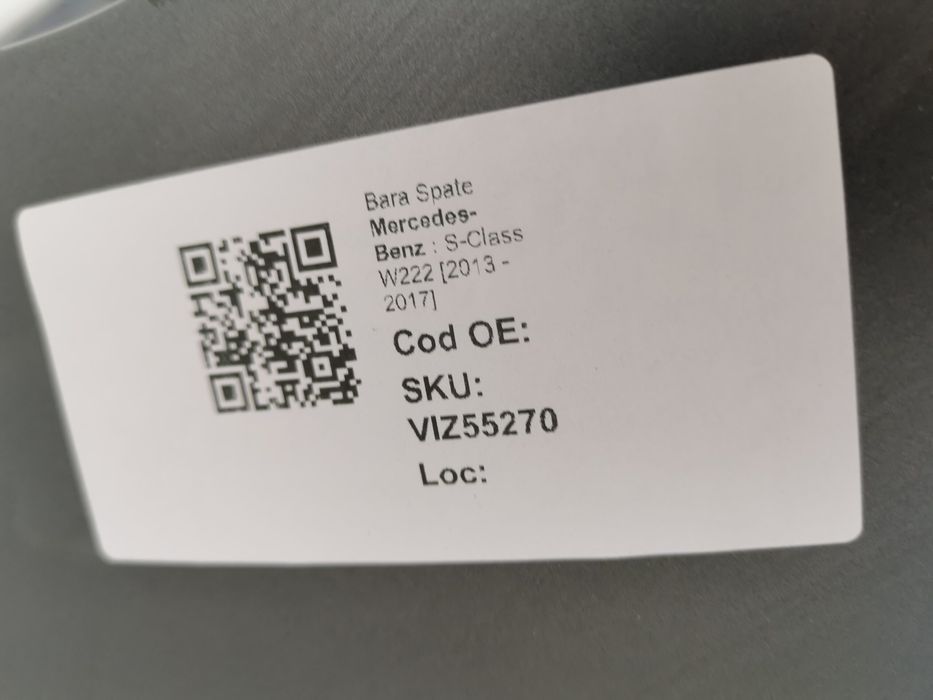 Bara Spate
Mercedes-
Benz : S-Class
W222 [2013 -
2017]
Cod OE:
SKU:
VIZ55270
Loc: